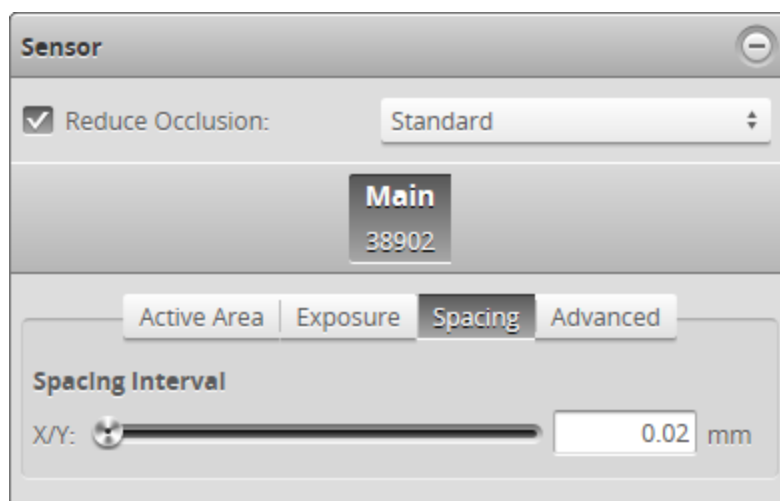 Sensor
Reduce Occlusion: Standard
Main
38902
Active Area Exposure Spacing Advanced
Spacing Interval
X/Y: 0.02 mm